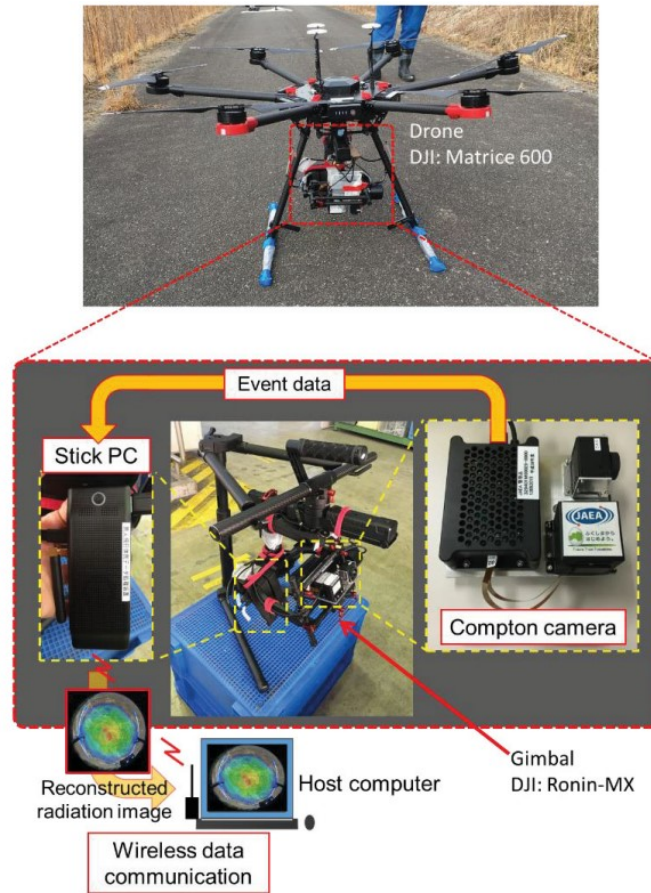 Drone
DJI: Matrice 600
Event data
Stick PC
JAEA
Compton camera
Gimbal
DJI: Ronin-MX
Reconstructed
radiation image
Host computer
Wireless data
communication